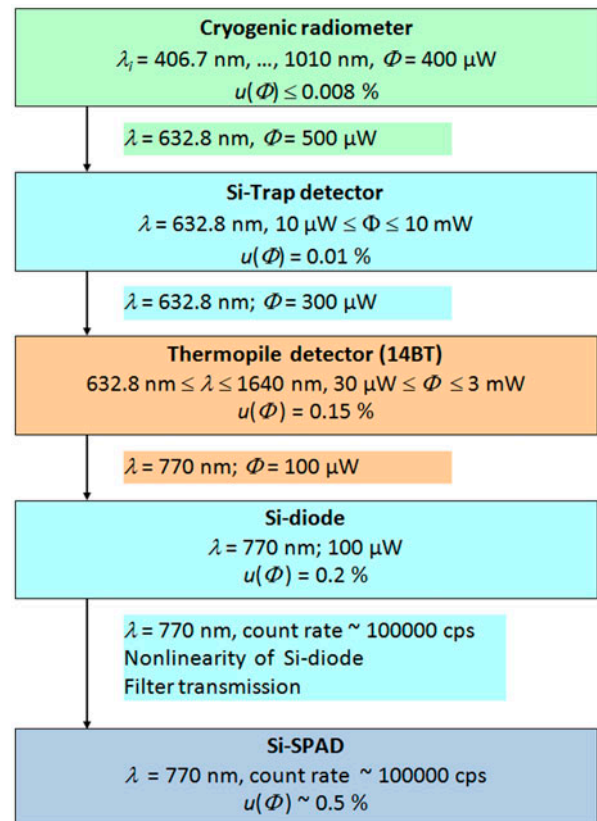 Cryogenic radiometer
λi = 406.7 nm, ..., 1010 nm, Φ = 400 μW
u(Φ) ≤ 0.008 %
λ = 632.8 nm, Φ = 500 μW
Si-Trap detector
λ = 632.8 nm, 10 μW ≤ Φ ≤ 10 mW
u(Φ) = 0.01 %
λ = 632.8 nm; Φ = 300 μW
Thermopile detector (14BT)
632.8 nm ≤ λ ≤ 1640 nm, 30 μW ≤ Φ ≤ 3 mW
u(Φ) = 0.15 %
λ = 770 nm; Φ = 100 μW
Si-diode
λ = 770 nm; 100 μW
u(Φ) = 0.2 %
λ = 770 nm, count rate ~ 100000 cps
Nonlinearity of Si-diode
Filter transmission
Si-SPAD
λ = 770 nm, count rate ~ 100000 cps
u(Φ) ~ 0.5 %